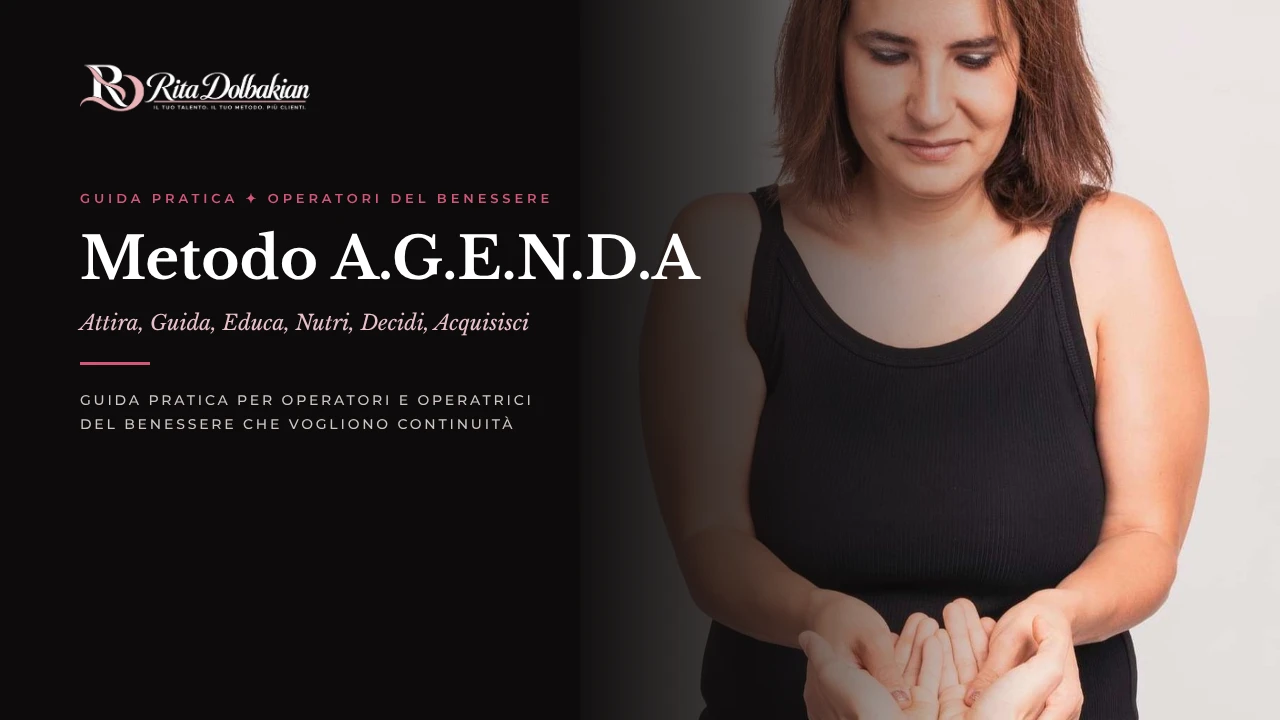 Rita Dolbakian
IL TUO TALENTO. IL TUO METODO. PIÙ CLIENTI.
GUIDA PRATICA ✦ OPERATORI DEL BENESSERE
Metodo A.G.E.N.D.A
Attira, Guida, Educa, Nutri, Decidi, Acquisisci
GUIDA PRATICA PER OPERATORI E OPERATRICI
DEL BENESSERE CHE VOGLIONO CONTINUITÀ